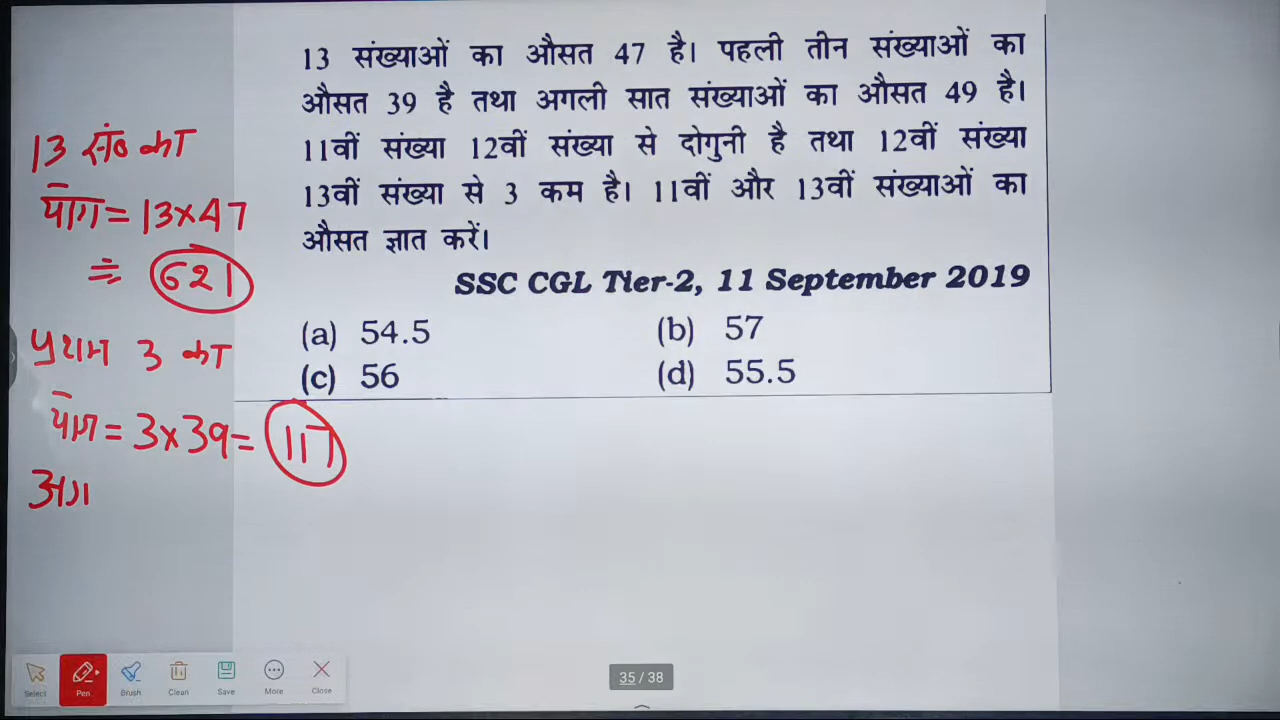 13 संख्याओं का औसत 47 है। पहली तीन संख्याओं का
औसत 39 है तथा अगली सात संख्याओं का औसत 49 है।
11वीं संख्या 12वीं संख्या से दोगुनी है तथा 12वीं संख्या
13वीं संख्या से 3 कम है। 11वीं और 13वीं संख्याओं का
औसत ज्ञात करें।
SSC CGL Tier-2, 11 September 2019
(a) 54.5
(b) 57
(c) 56
(d) 55.5
13 सं० का
योग = 13×47
= 621
प्रथम 3 का
योग = 3×39 = 117
अग
Select
Pen
Brush
Clean
Save
More
Close
35 / 38